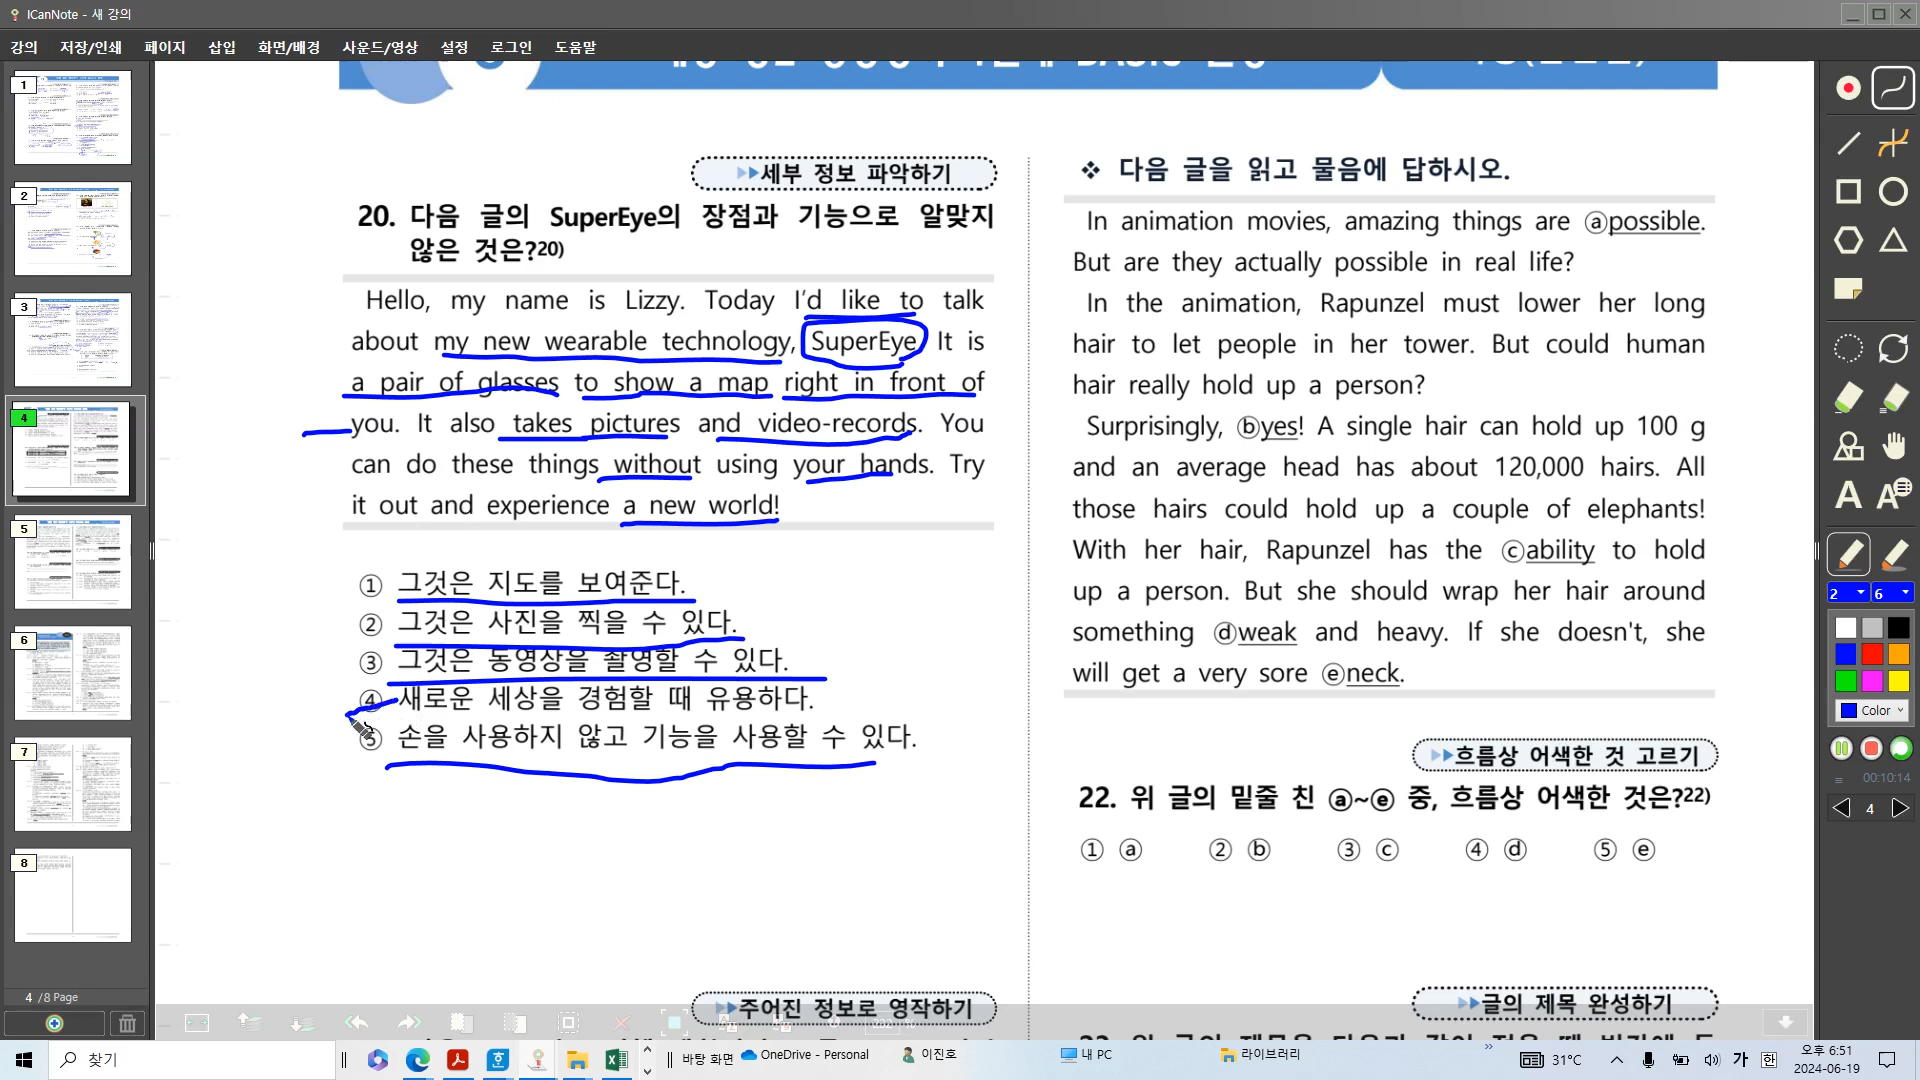 ICanNote - 새 강의
강의 저장/인쇄 페이지 삽입 화면/배경 사운드/영상 설정 로그인 도움말
세부 정보 파악하기
20. 다음 글의 SuperEye의 장점과 기능으로 알맞지
않은 것은?20)
Hello, my name is Lizzy. Today I'd like to talk
about my new wearable technology, SuperEye. It is
a pair of glasses to show a map right in front of
you. It also takes pictures and video-records. You
can do these things without using your hands. Try
it out and experience a new world!
① 그것은 지도를 보여준다.
② 그것은 사진을 찍을 수 있다.
③ 그것은 동영상을 촬영할 수 있다.
④ 새로운 세상을 경험할 때 유용하다.
⑤ 손을 사용하지 않고 기능을 사용할 수 있다.
주어진 정보로 영작하기
❖ 다음 글을 읽고 물음에 답하시오.
In animation movies, amazing things are ⓐpossible.
But are they actually possible in real life?
In the animation, Rapunzel must lower her long
hair to let people in her tower. But could human
hair really hold up a person?
Surprisingly, ⓑyes! A single hair can hold up 100 g
and an average head has about 120,000 hairs. All
those hairs could hold up a couple of elephants!
With her hair, Rapunzel has the ⓒability to hold
up a person. But she should wrap her hair around
something ⓓweak and heavy. If she doesn't, she
will get a very sore ⓔneck.
흐름상 어색한 것 고르기
22. 위 글의 밑줄 친 ⓐ~ⓔ 중, 흐름상 어색한 것은?22)
① ⓐ ② ⓑ ③ ⓒ ④ ⓓ ⑤ ⓔ
글의 제목 완성하기
1
2
3
4
5
6
7
8
4 /8 Page
2 6
Color
00:10:14
4
찾기
바탕 화면 OneDrive - Personal 이진호 내 PC 라이브러리
31°C 가 한
오후 6:51
2024-06-19